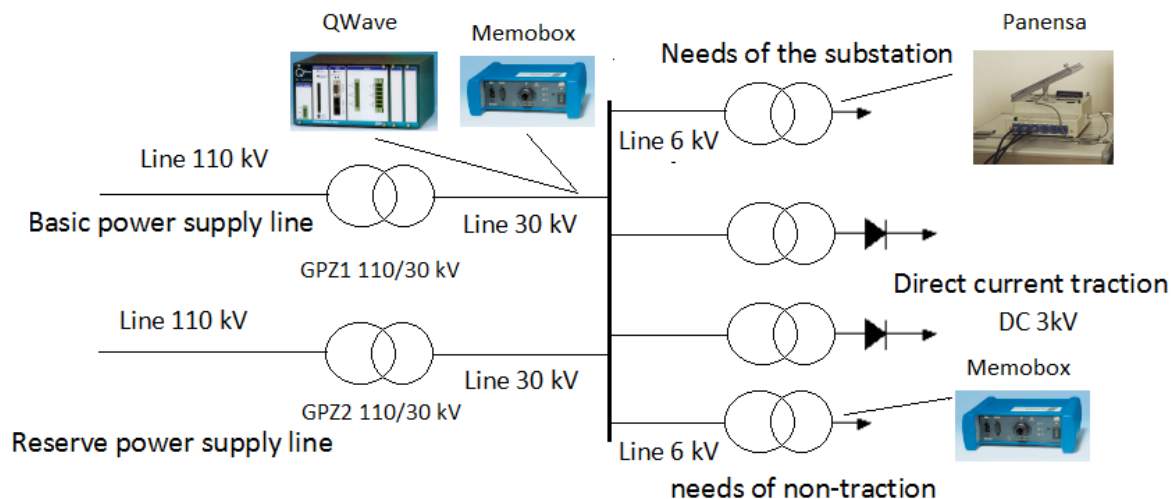 QWave
Memobox
Panensa
Needs of the substation
Line 110 kV
Line 6 kV
Basic power supply line
Line 30 kV
GPZ1 110/30 kV
Direct current traction
DC 3kV
Line 110 kV
Memobox
Line 30 kV
GPZ2 110/30 kV
Reserve power supply line
Line 6 kV
needs of non-traction